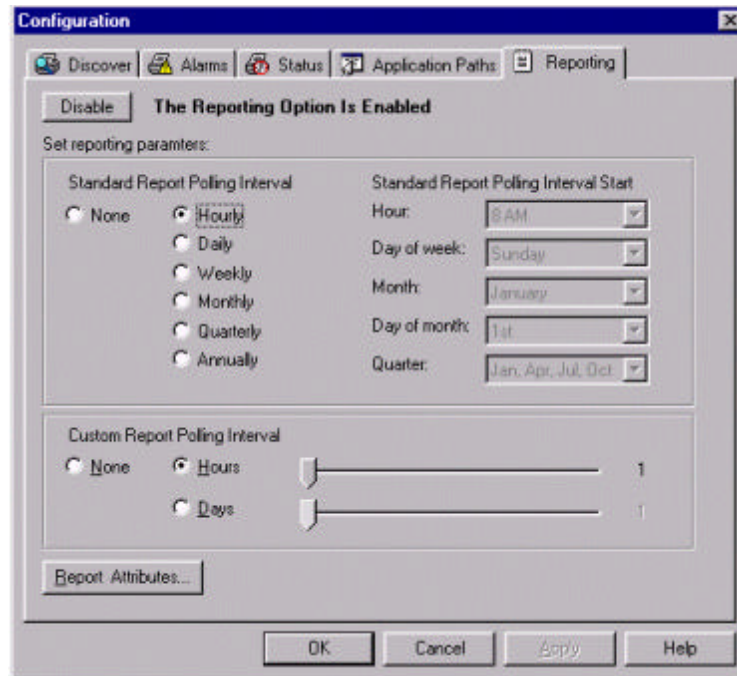 Configuration
Discover Alarms Status Application Paths Reporting
Disable The Reporting Option Is Enabled
Set reporting paramters:
Standard Report Polling Interval Standard Report Polling Interval Start
None Hourly Hour: 8 AM
Daily Day of week: Sunday
Weekly Month: January
Monthly Day of month: 1st
Quarterly Quarter: Jan, Apr, Jul, Oct
Annually
Custom Report Polling Interval
None Hours 1
Days 1
Report Attributes...
OK Cancel Apply Help